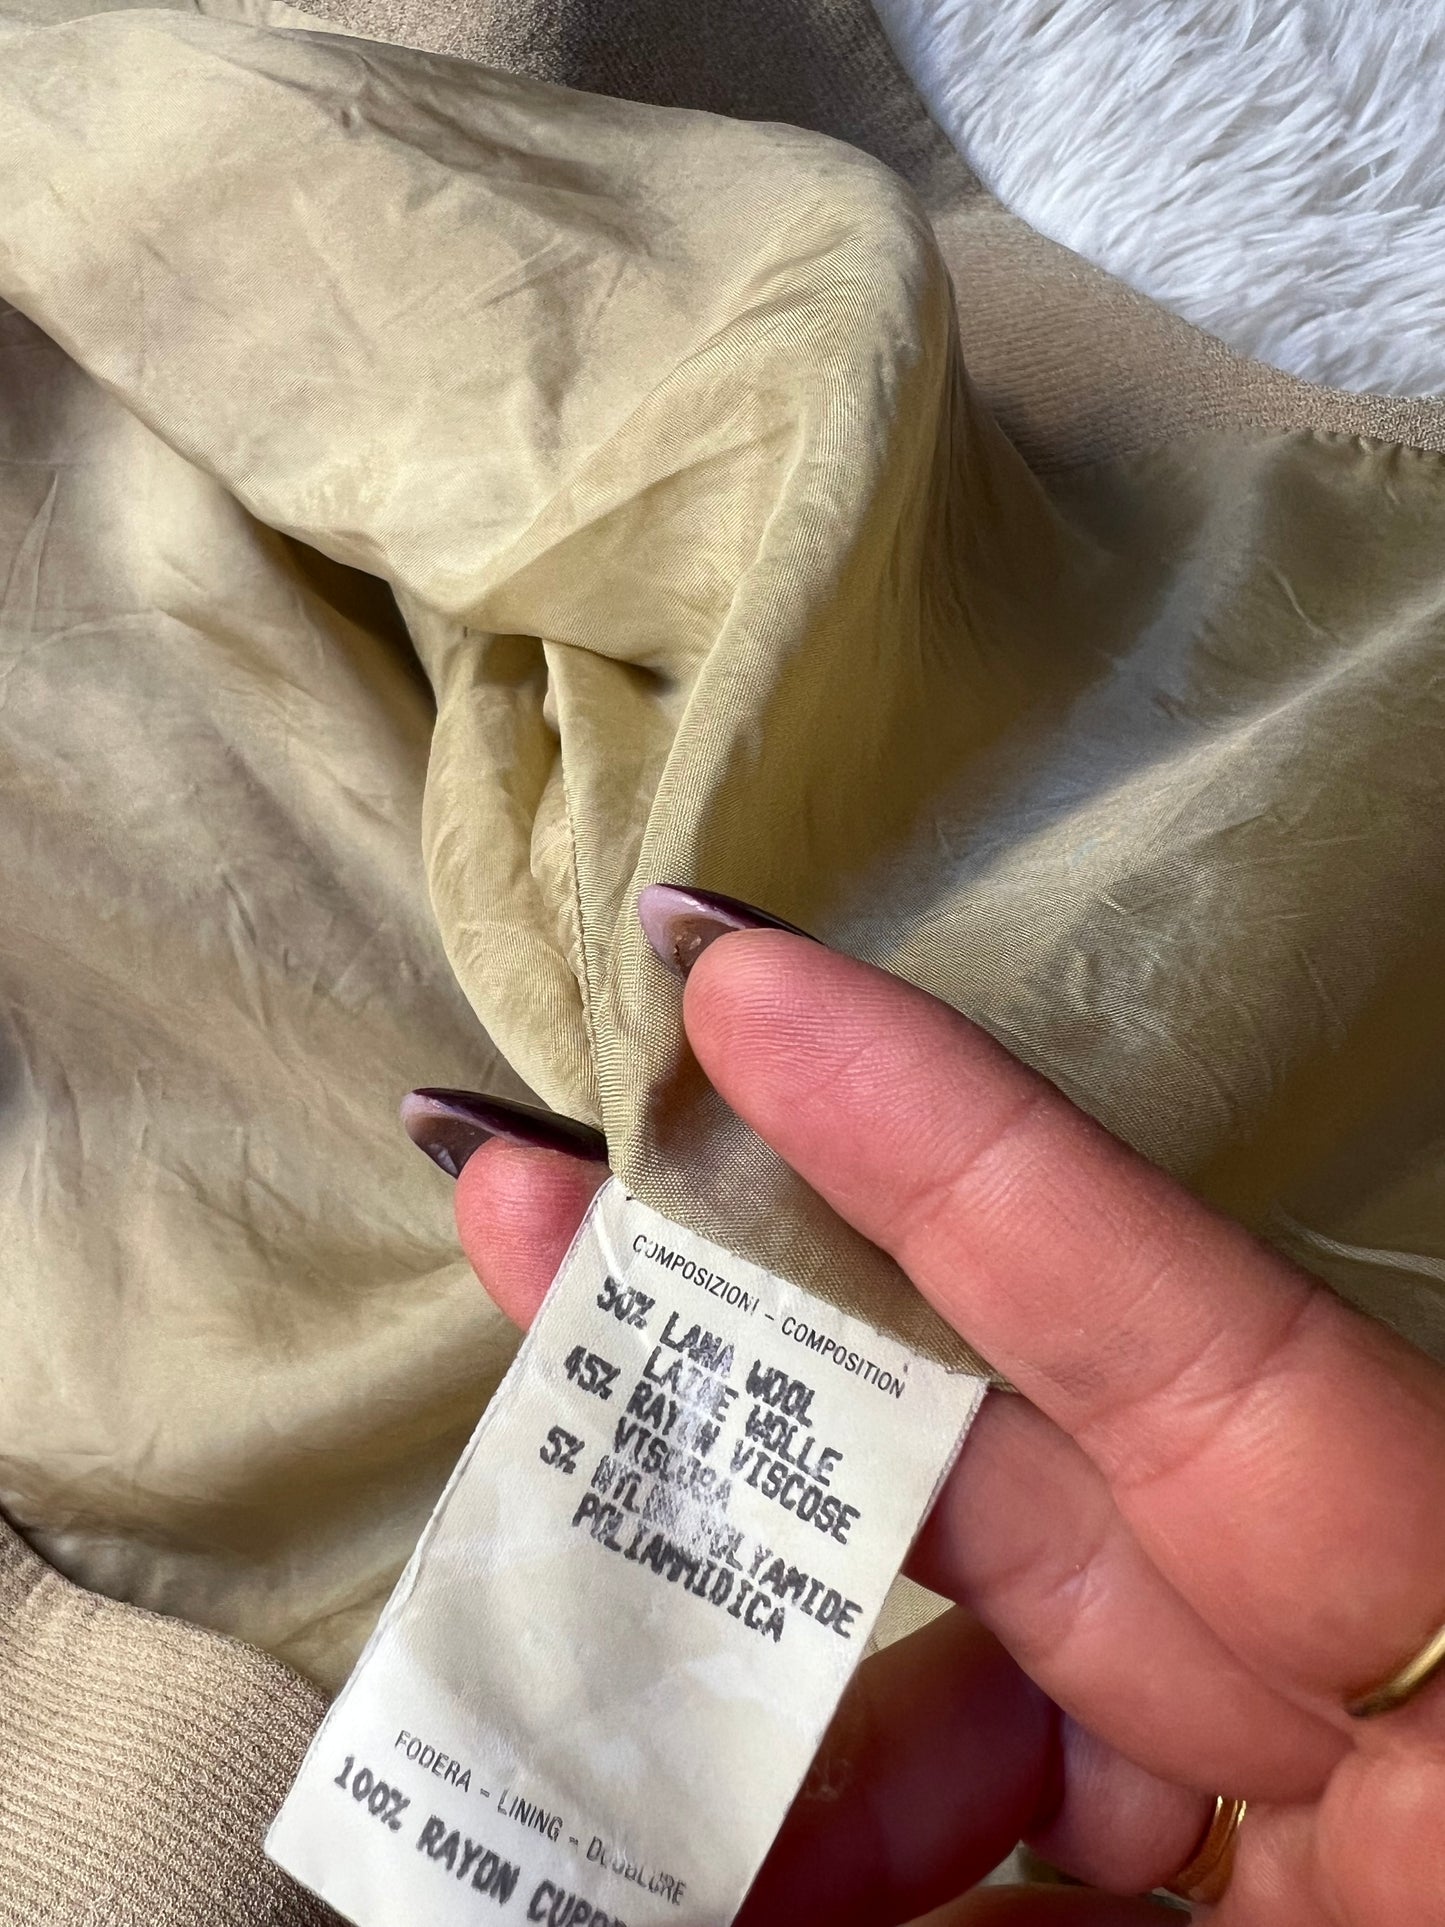 COMPOSIZIONI - COMPOSITION
50% LANA WOOL
LAINE WOLLE
45% RAYON VISCOSE
VISCOSA
5% NYLON POLYAMIDE
POLIAMMIDICA
FODERA - LINING - DOUBLURE
100% RAYON